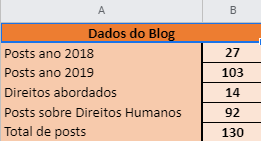 A B
Dados do Blog
Posts ano 2018 27
Posts ano 2019 103
Direitos abordados 14
Posts sobre Direitos Humanos 92
Total de posts 130